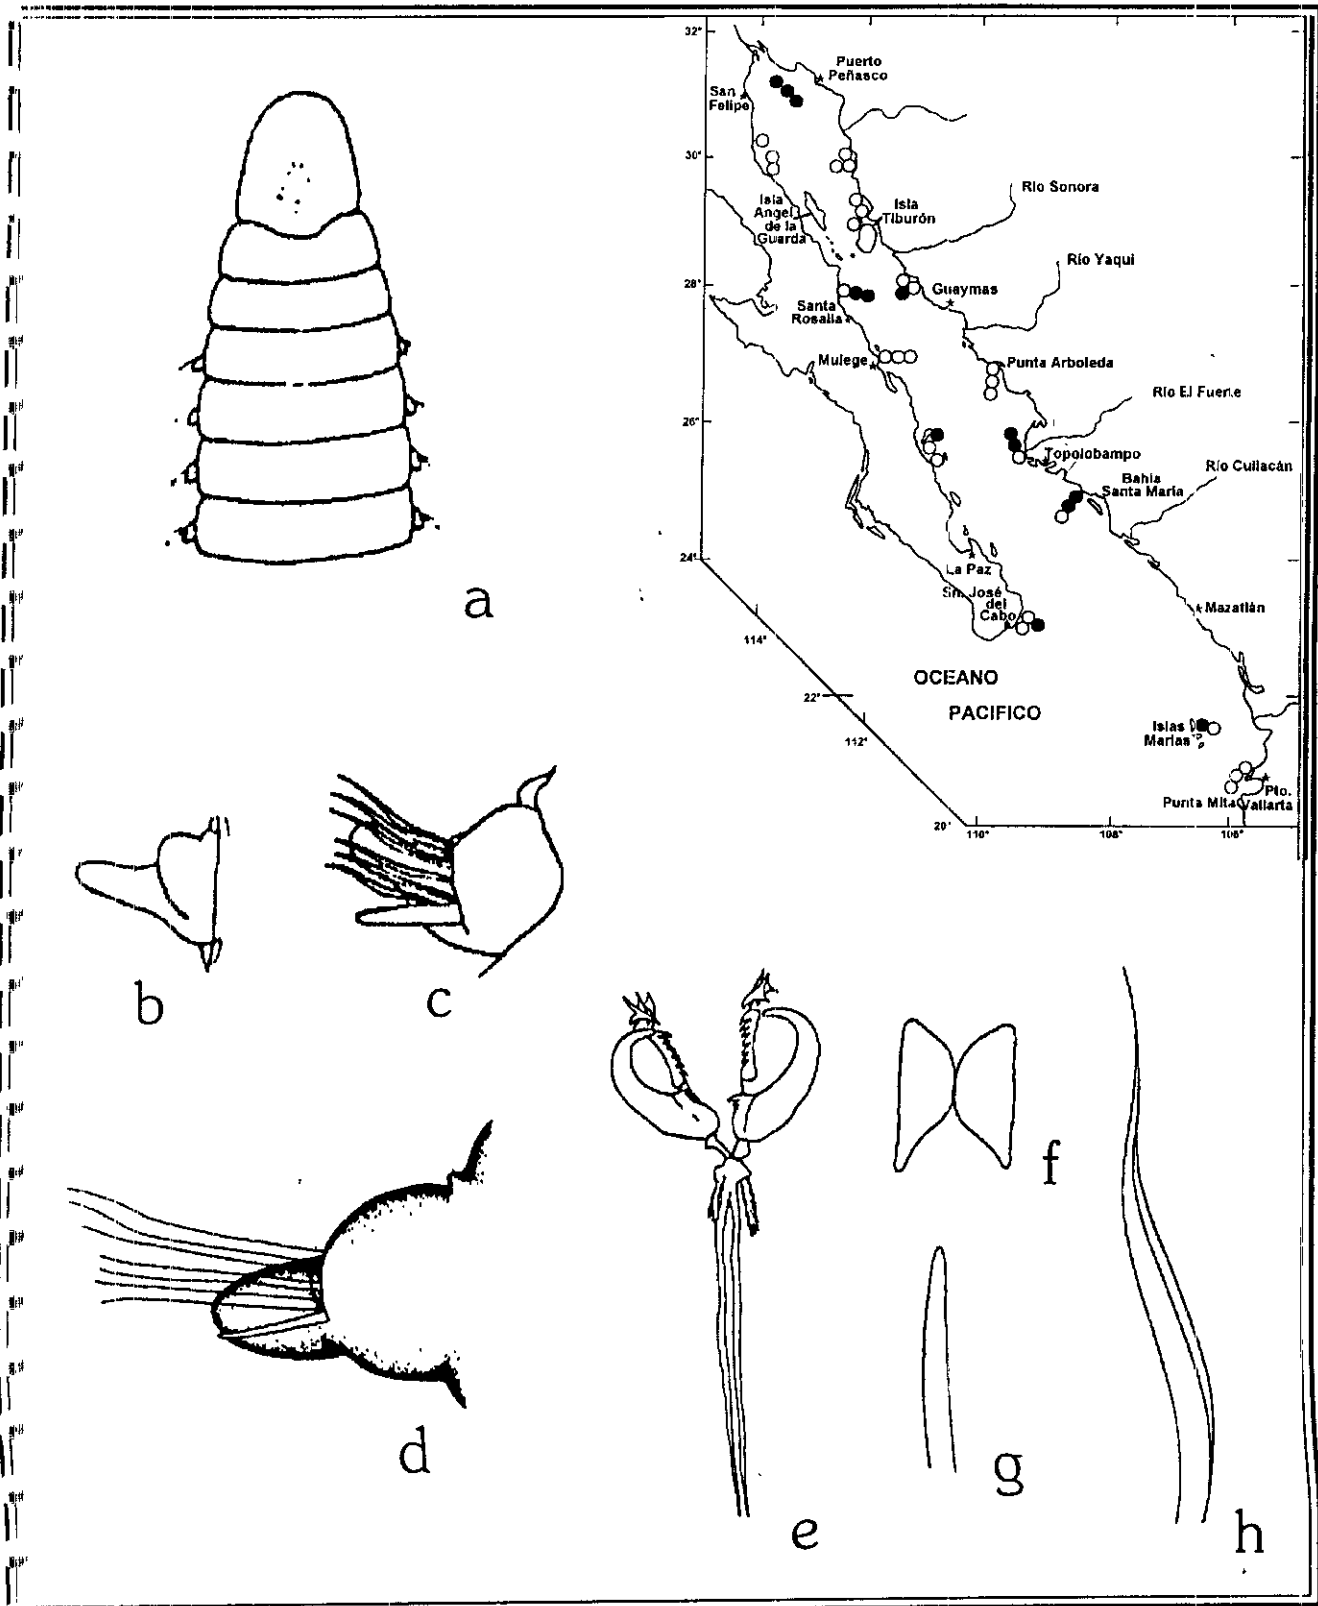 32°
Puerto
Peñasco
San
Felipe
30°
Isla
Angel
de la
Guarda
Isla
Tiburón
Río Sonora
Río Yaqui
28°
Santa
Rosalia
Guaymas
Mulege
Punta Arboleda
Río El Fuerte
26°
Topolobampo
Bahia
Santa María
Río Culiacán
24°
La Paz
Sn. José
del
Cabo
Mazatlán
114°
OCEANO
PACIFICO
22°
112°
Islas
Marías
Pto.
Vallarta
Punta Mita
20°
110°
108°
106°
a
b
c
d
e
f
g
h